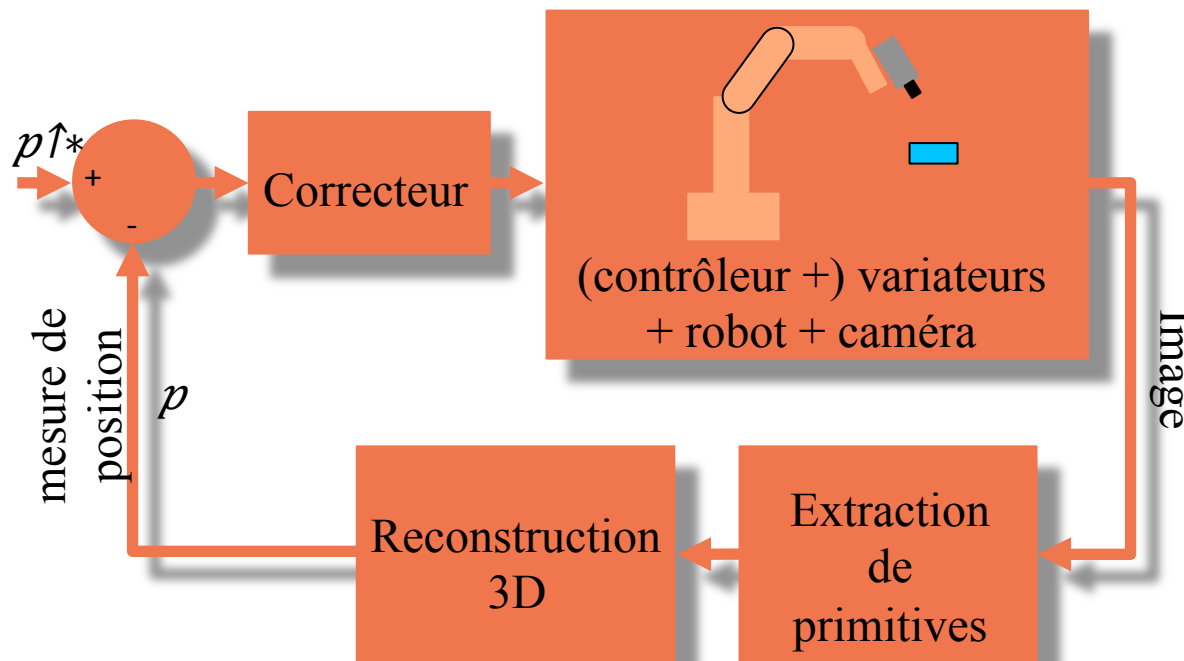 p↑*
+
-
Correcteur
(contrôleur +) variateurs
+ robot + caméra
Image
mesure de
position
p
Reconstruction
3D
Extraction
de
primitives